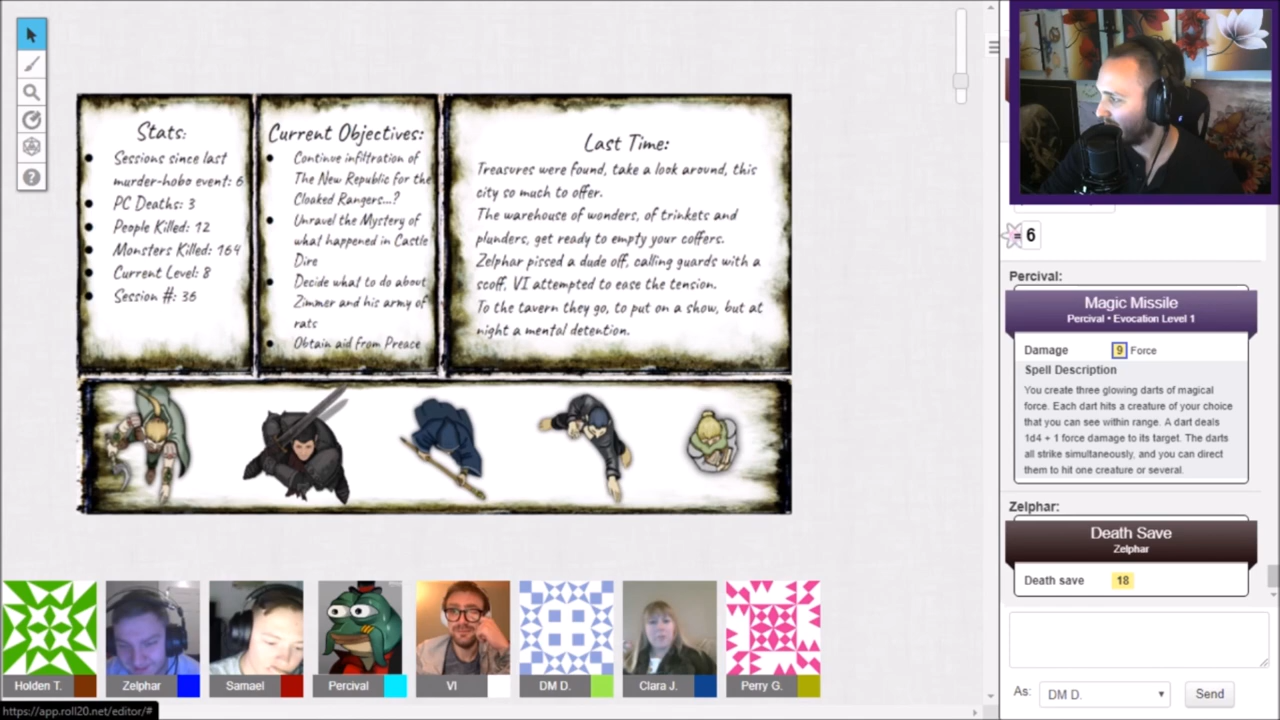 Stats:
Sessions since last
murder-hobo event: 6
PC Deaths: 3
People Killed: 12
Monsters Killed: 164
Current Level: 8
Session #: 36
Current Objectives:
Continue infiltration of
The New Republic for the
Cloaked Rangers...?
Unravel the Mystery of
what happened in Castle
Dire
Decide what to do about
Zimmer and his army of
rats
Obtain aid from Preace
Last Time:
Treasures were found, take a look around, this
city so much to offer.
The warehouse of wonders, of trinkets and
plunders, get ready to empty your coffers.
Zelphar pissed a dude off, calling guards with a
scoff, VI attempted to ease the tension.
To the tavern they go, to put on a show, but at
night a mental detention.
= 6
Percival:
Magic Missile
Percival • Evocation Level 1
Damage 9 Force
Spell Description
You create three glowing darts of magical
force. Each dart hits a creature of your choice
that you can see within range. A dart deals
1d4 + 1 force damage to its target. The darts
all strike simultaneously, and you can direct
them to hit one creature or several.
Zelphar:
Death Save
Zelphar
Death save 18
As: DM D. Send
Holden T. Zelphar Samael Percival VI DM D. Clara J. Perry G.
https://app.roll20.net/editor/#